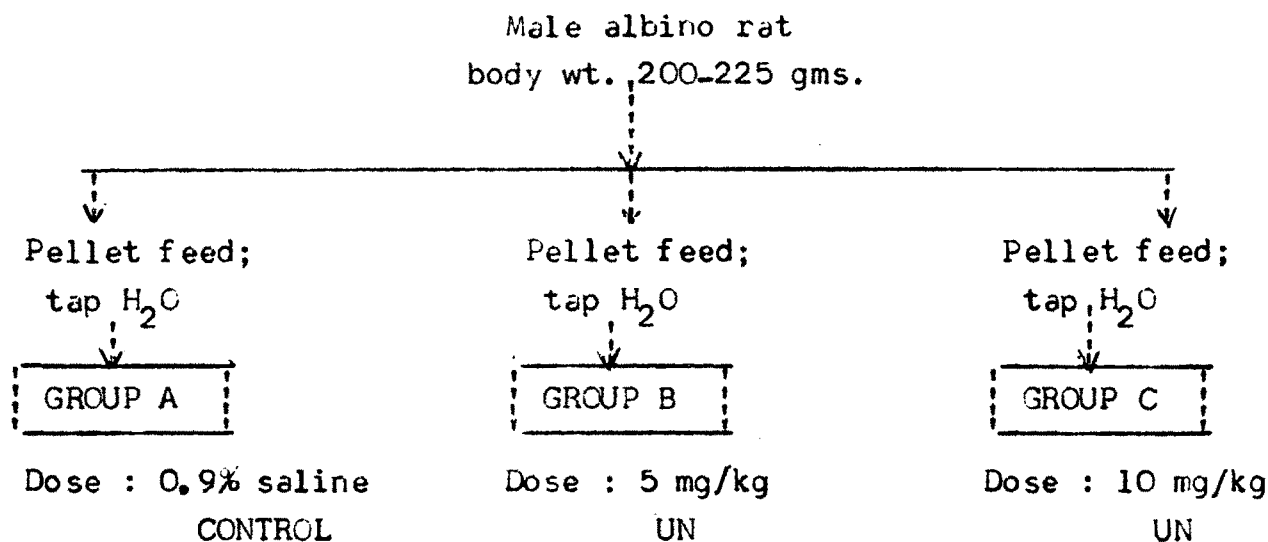 Male albino rat
body wt. 200-225 gms.
Pellet feed; Pellet feed; Pellet feed;
tap H₂O tap H₂O tap H₂O
GROUP A GROUP B GROUP C
Dose : 0.9% saline Dose : 5 mg/kg Dose : 10 mg/kg
CONTROL UN UN